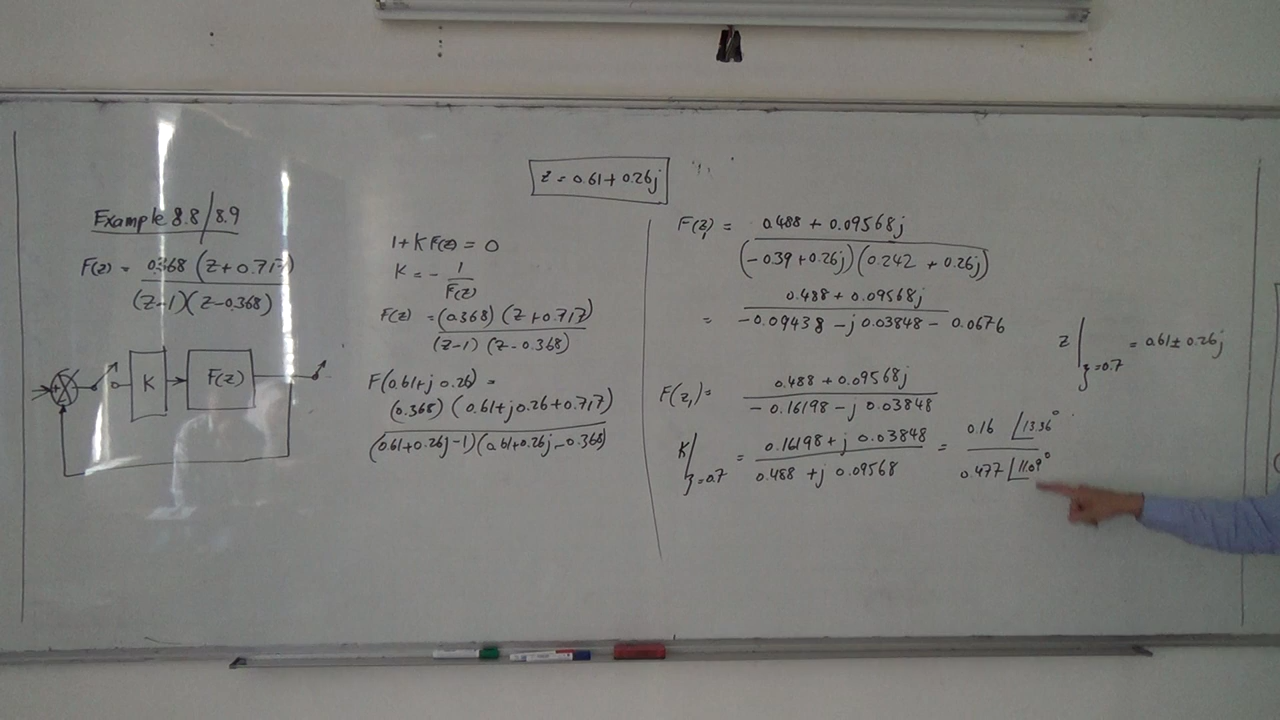 z = 0.61 + 0.26j
Example 8.8/8.9
F(z) = 0.368 (z + 0.717)
(z-1)(z-0.368)
K
F(z)
1 + K F(z) = 0
K = - 1
F(z)
F(z) = (0.368) (z + 0.717)
(z-1) (z-0.368)
F(0.61+j 0.26) =
(0.368) (0.61+j0.26+0.717)
(0.61+0.26j-1)(0.61+0.26j-0.368)
F(z₁) = 0.488 + 0.09568j
(-0.39+0.26j)(0.242 + 0.26j)
= 0.488 + 0.09568j
-0.09438 - j 0.03848 - 0.0676
F(z₁) = 0.488 + 0.09568j
-0.16198 - j 0.03848
K|ζ=0.7 = 0.16198 + j 0.03848 = 0.16 ∠13.36°
0.488 + j 0.09568 0.477 ∠11.09°
z|ζ=0.7 = 0.61 ± 0.26j